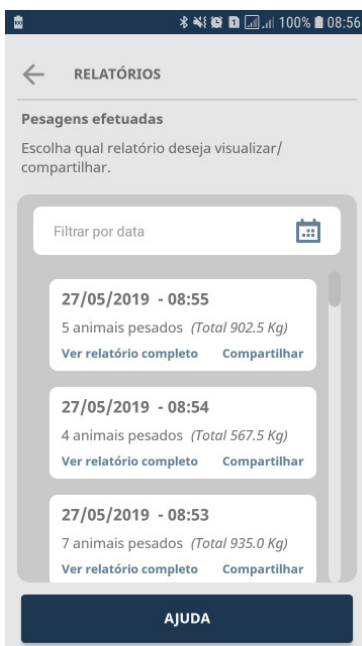 100% 08:56
RELATÓRIOS
Pesagens efetuadas
Escolha qual relatório deseja visualizar/
compartilhar.
Filtrar por data
27/05/2019 - 08:55
5 animais pesados (Total 902.5 Kg)
Ver relatório completo Compartilhar
27/05/2019 - 08:54
4 animais pesados (Total 567.5 Kg)
Ver relatório completo Compartilhar
27/05/2019 - 08:53
7 animais pesados (Total 935.0 Kg)
Ver relatório completo Compartilhar
AJUDA